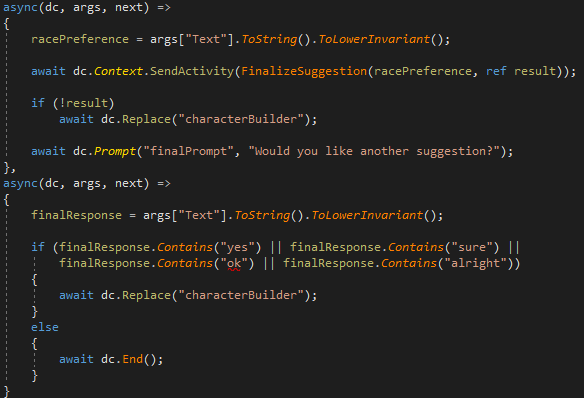 async(dc, args, next) =>
{
racePreference = args["Text"].ToString().ToLowerInvariant();
await dc.Context.SendActivity(FinalizeSuggestion(racePreference, ref result));
if (!result)
await dc.Replace("characterBuilder");
await dc.Prompt("finalPrompt", "Would you like another suggestion?");
},
async(dc, args, next) =>
{
finalResponse = args["Text"].ToString().ToLowerInvariant();
if (finalResponse.Contains("yes") || finalResponse.Contains("sure") ||
finalResponse.Contains("ok") || finalResponse.Contains("alright"))
{
await dc.Replace("characterBuilder");
}
else
{
await dc.End();
}
}